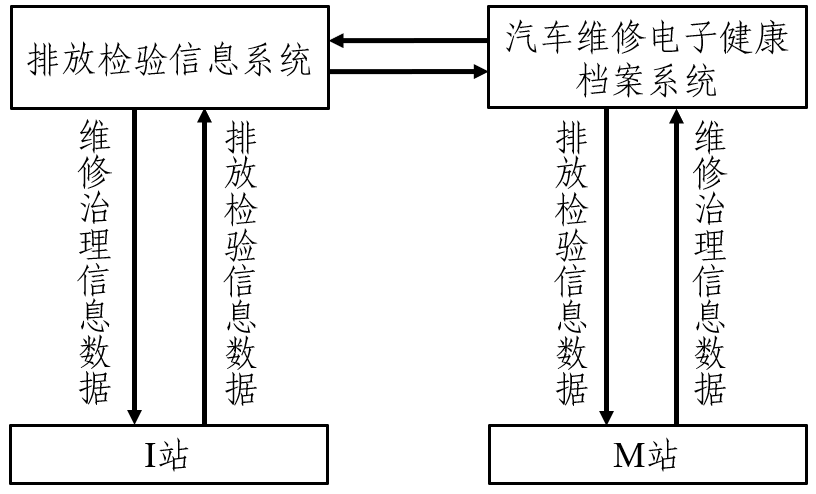 排放检验信息系统
汽车维修电子健康
档案系统
维修治理信息数据
排放检验信息数据
排放检验信息数据
维修治理信息数据
I站
M站